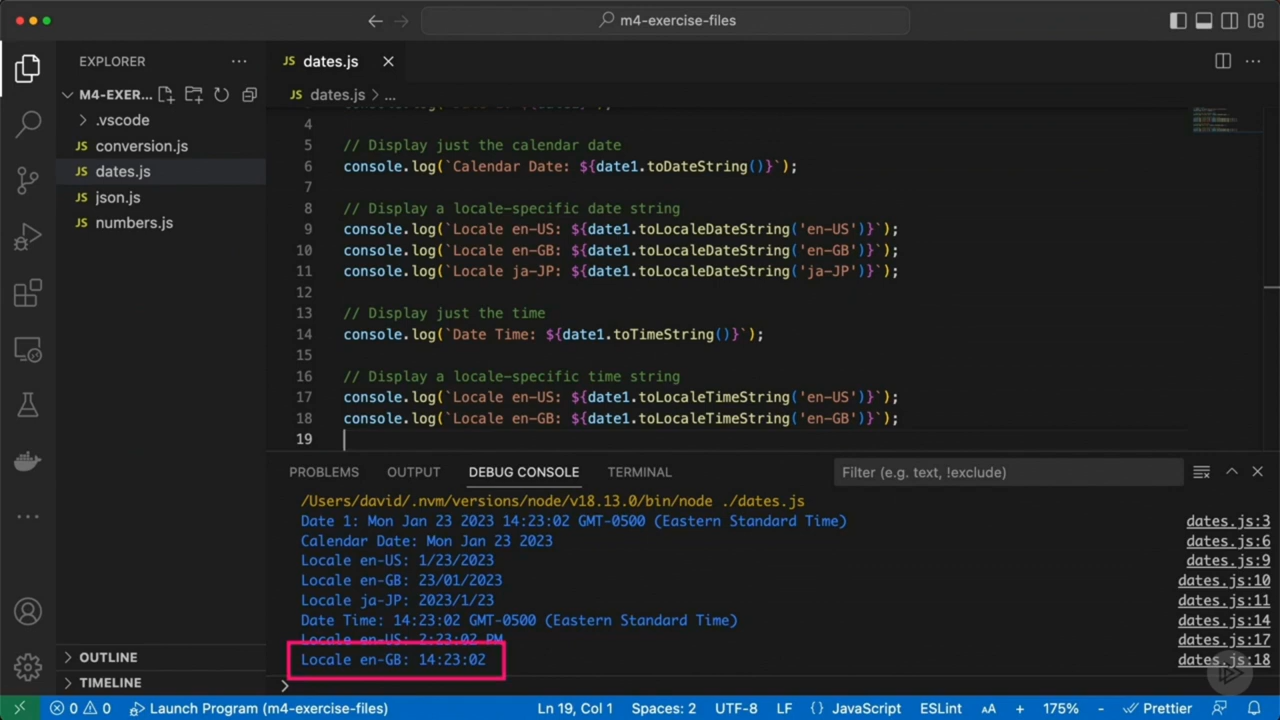 m4-exercise-files
EXPLORER
JS dates.js
M4-EXER...
JS dates.js > ...
.vscode
JS conversion.js
JS dates.js
JS json.js
JS numbers.js
4
5 // Display just the calendar date
6 console.log(`Calendar Date: ${date1.toDateString()}`);
7
8 // Display a locale-specific date string
9 console.log(`Locale en-US: ${date1.toLocaleDateString('en-US')}`);
10 console.log(`Locale en-GB: ${date1.toLocaleDateString('en-GB')}`);
11 console.log(`Locale ja-JP: ${date1.toLocaleDateString('ja-JP')}`);
12
13 // Display just the time
14 console.log(`Date Time: ${date1.toTimeString()}`);
15
16 // Display a locale-specific time string
17 console.log(`Locale en-US: ${date1.toLocaleTimeString('en-US')}`);
18 console.log(`Locale en-GB: ${date1.toLocaleTimeString('en-GB')}`);
19
PROBLEMS OUTPUT DEBUG CONSOLE TERMINAL Filter (e.g. text, !exclude)
/Users/david/.nvm/versions/node/v18.13.0/bin/node ./dates.js
Date 1: Mon Jan 23 2023 14:23:02 GMT-0500 (Eastern Standard Time) dates.js:3
Calendar Date: Mon Jan 23 2023 dates.js:6
Locale en-US: 1/23/2023 dates.js:9
Locale en-GB: 23/01/2023 dates.js:10
Locale ja-JP: 2023/1/23 dates.js:11
Date Time: 14:23:02 GMT-0500 (Eastern Standard Time) dates.js:14
Locale en-US: 2:23:02 PM dates.js:17
Locale en-GB: 14:23:02 dates.js:18
>
OUTLINE
TIMELINE
0 0 Launch Program (m4-exercise-files) Ln 19, Col 1 Spaces: 2 UTF-8 LF {} JavaScript ESLint AA + 175% - Prettier